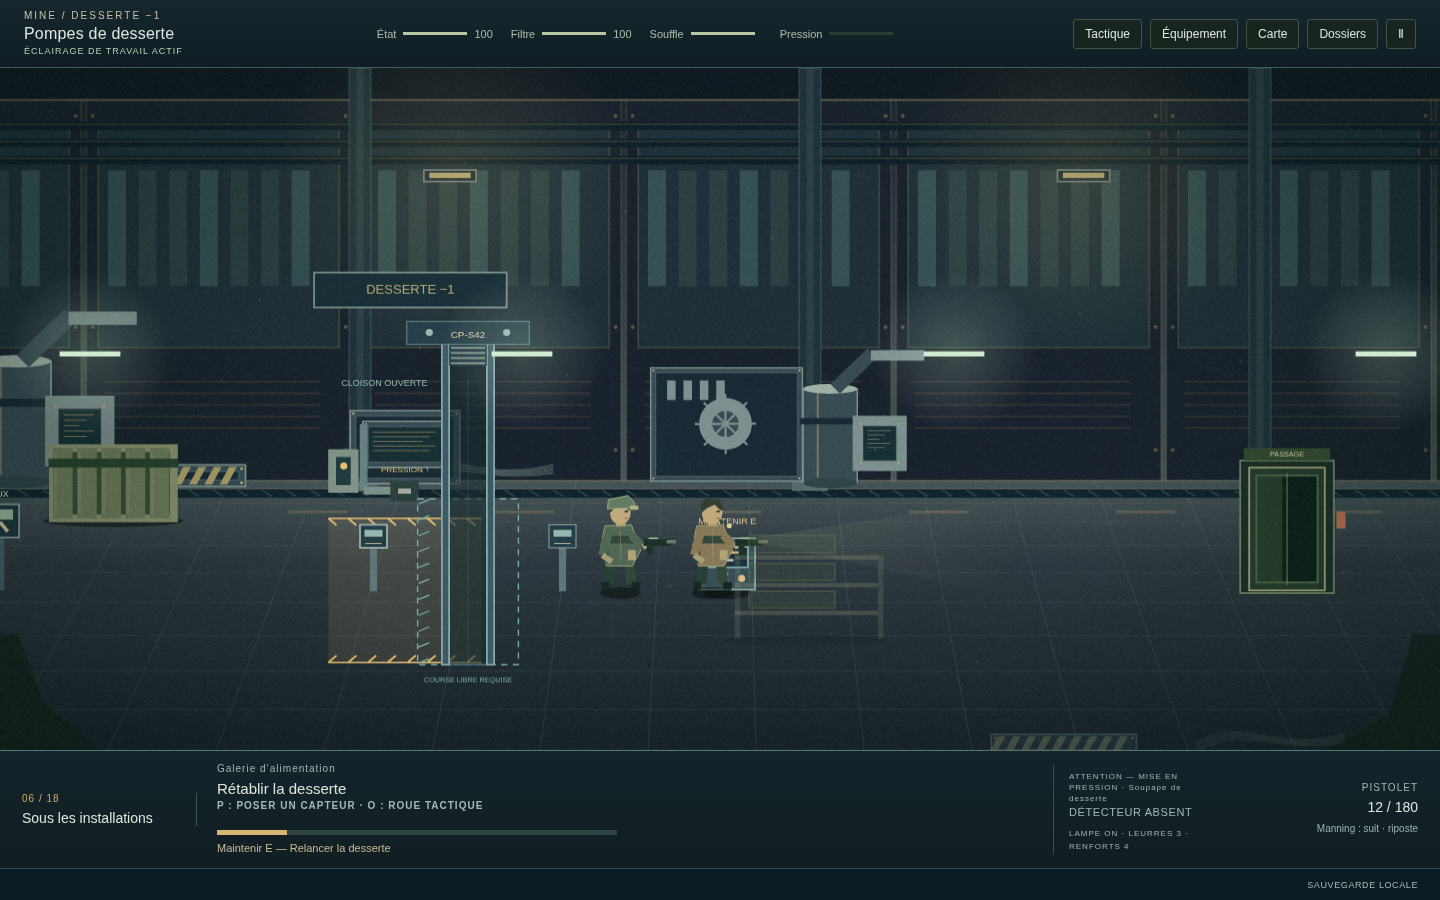 MINE / DESSERTE −1
Pompes de desserte
ÉCLAIRAGE DE TRAVAIL ACTIF
État 100 Filtre 100 Souffle Pression
Tactique Équipement Carte Dossiers II
DESSERTE −1
CP-S42
CLOISON OUVERTE
PRESSION
PASSAGE
UX
TENIR E
COURSE LIBRE REQUISE
06 / 18
Sous les installations
Galerie d'alimentation
Rétablir la desserte
P : POSER UN CAPTEUR · O : ROUE TACTIQUE
Maintenir E — Relancer la desserte
ATTENTION — MISE EN
PRESSION · Soupape de
desserte
DÉTECTEUR ABSENT
LAMPE ON · LEURRES 3 ·
RENFORTS 4
PISTOLET
12 / 180
Manning : suit · riposte
SAUVEGARDE LOCALE